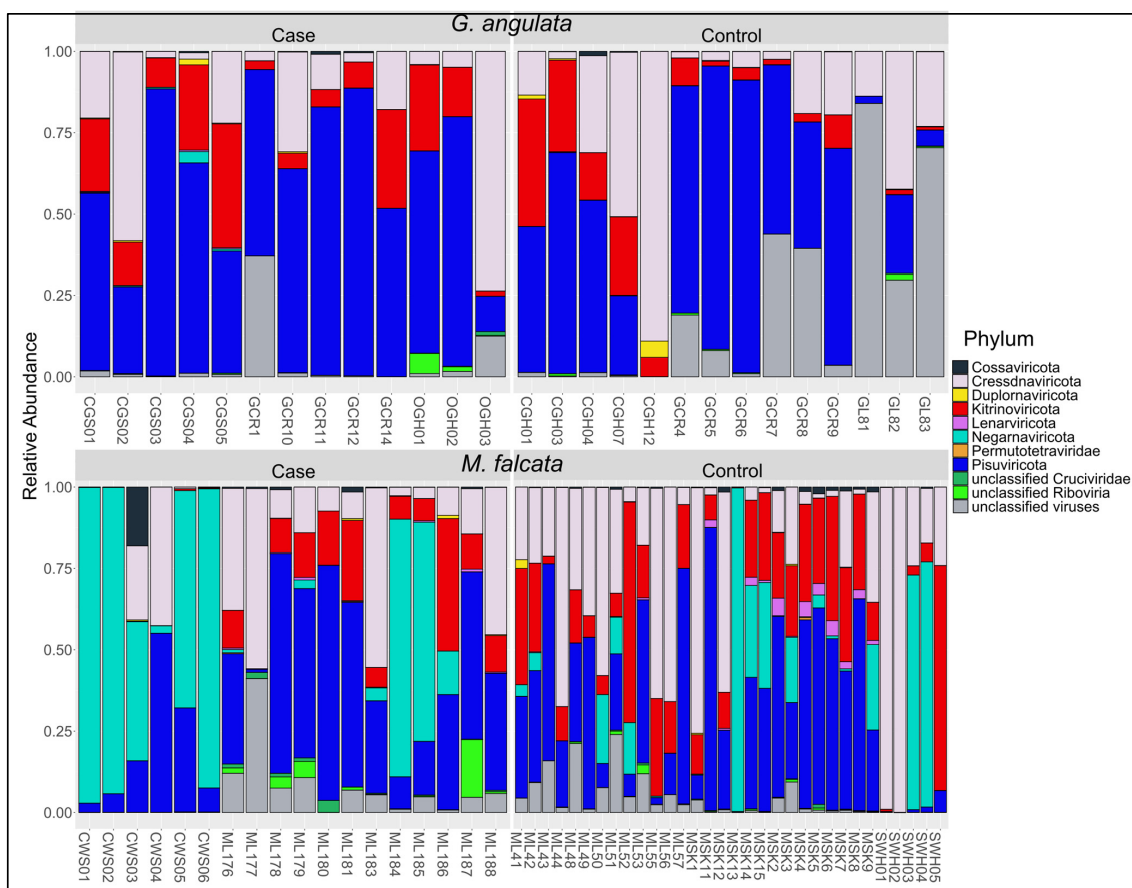 G. angulata
Case Control
1.00
0.75
0.50
0.25
0.00
CGS01 CGS02 CGS03 CGS04 CGS05 GCR1 GCR10 GCR11 GCR12 GCR14 OGH01 OGH02 OGH03 CGH01 CGH03 CGH04 OGH07 CGH12 GCR4 GCR5 GCR6 GCR7 GCR8 GCR9 GL81 GL82 GL83
Relative Abundance
M. falcata
Case Control
1.00
0.75
0.50
0.25
0.00
CWS01 CWS02 CWS03 CWS04 CWS05 CWS06 ML176 ML177 ML178 ML179 ML180 ML181 ML183 ML184 ML185 ML186 ML187 ML188 ML41 ML42 ML43 ML44 ML48 ML49 ML50 ML51 ML52 ML53 ML55 ML56 ML57 MSK1 MSK11 MSK12 MSK13 MSK14 MSK15 MSK2 MSK3 MSK4 MSK5 MSK6 MSK7 MSK8 MSK9 SWH01 SWH02 SWH03 SWH04 SWH05
Phylum
Cossaviricota
Cressdnaviricota
Duplornaviricota
Kitrinoviricota
Lenarviricota
Negarnaviricota
Permutotetraviridae
Pisuviricota
unclassified Cruciviridae
unclassified Riboviria
unclassified viruses